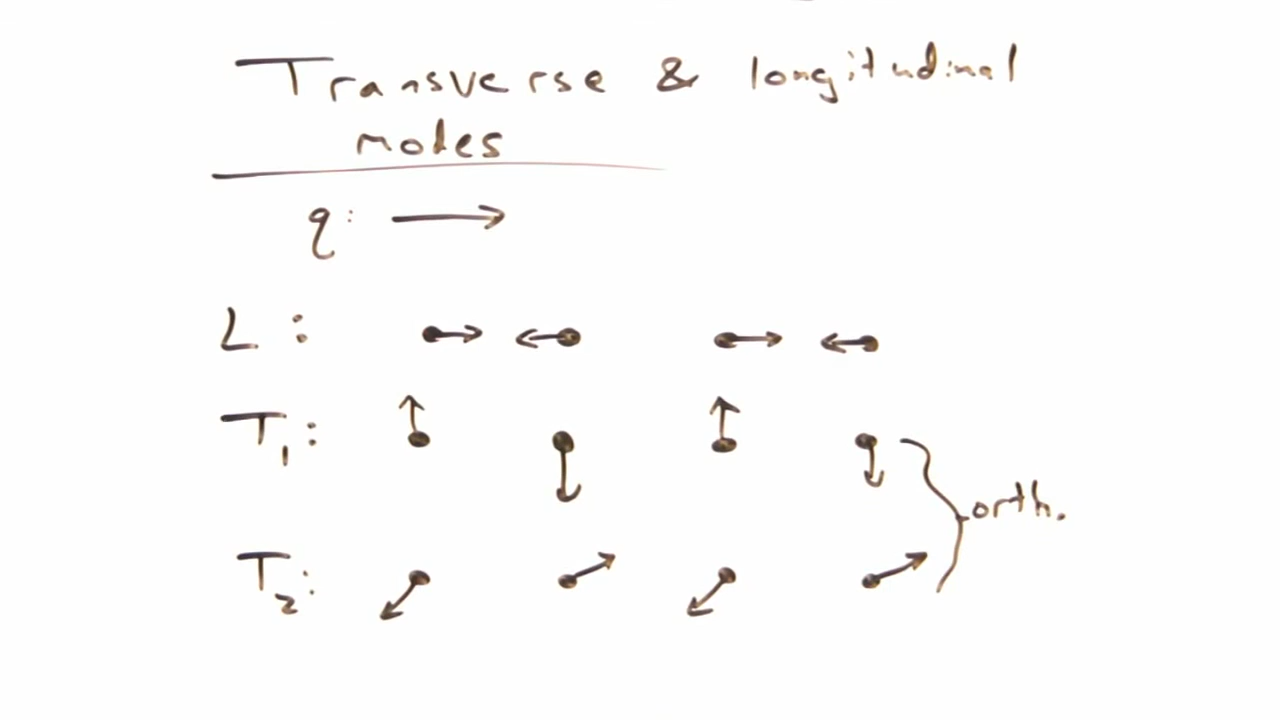 Transverse & longitudinal
modes
q:
L:
T1:
orth.
T2: